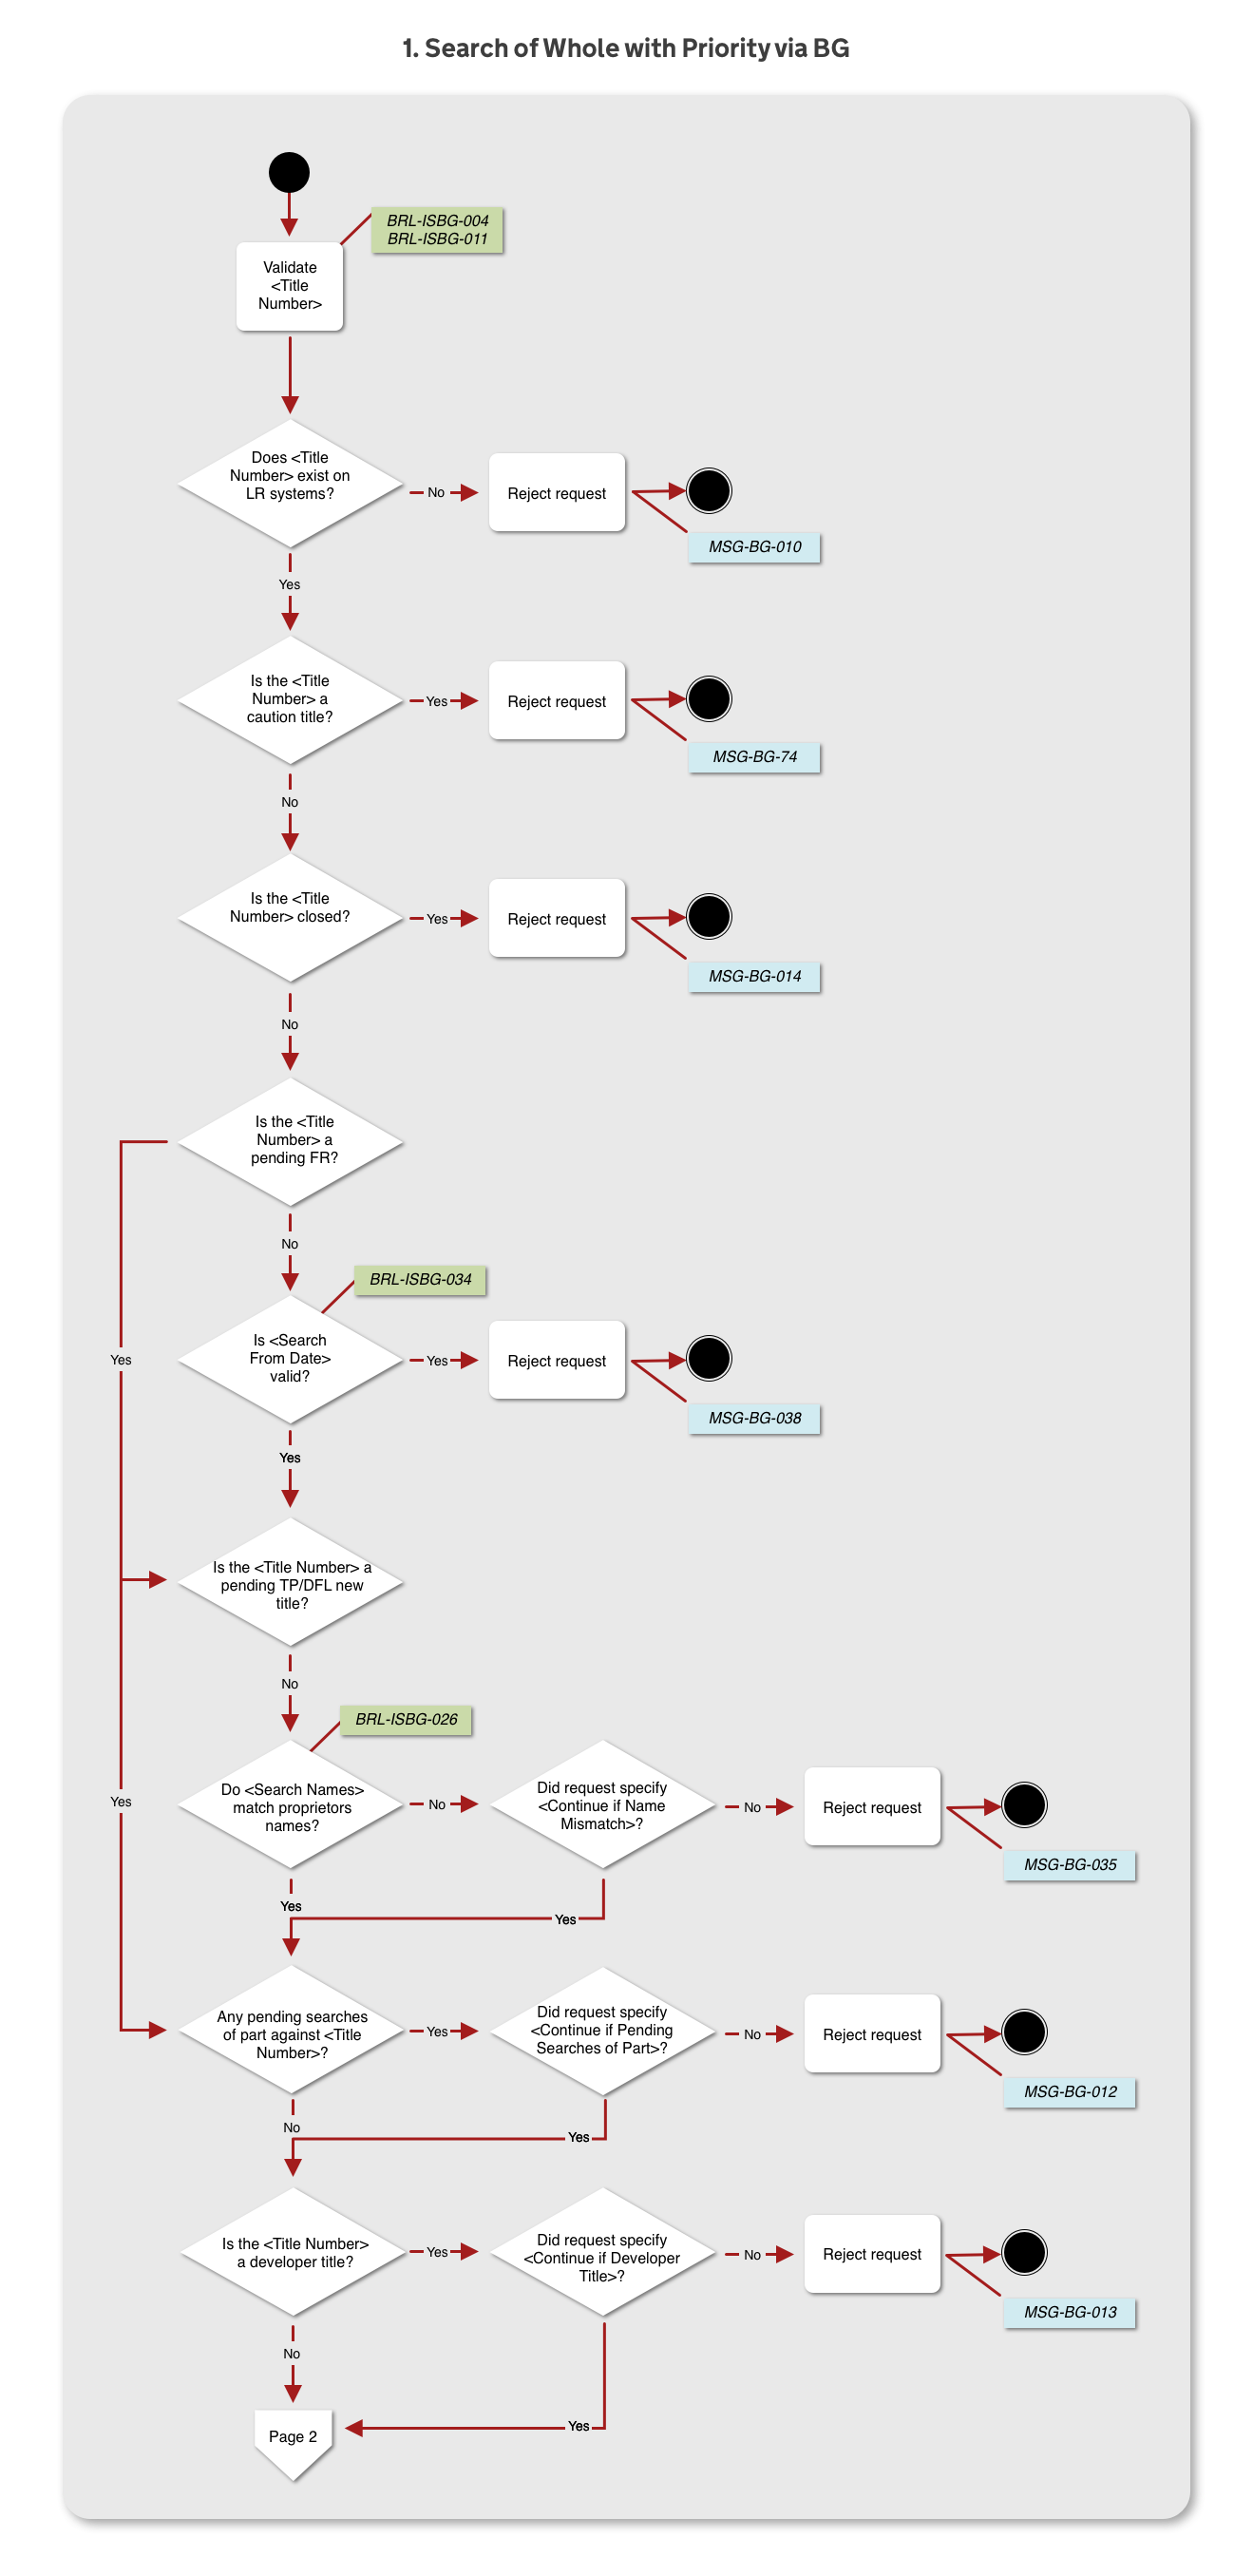 1. Search of Whole with Priority via BG
BRL-ISBG-004
BRL-ISBG-011
Validate
<Title
Number>
Does <Title
Number> exist on
LR systems?
No
Reject request
MSG-BG-010
Yes
Is the <Title
Number> a
caution title?
Yes
Reject request
MSG-BG-74
No
Is the <Title
Number> closed?
Yes
Reject request
MSG-BG-014
No
Is the <Title
Number> a
pending FR?
No
BRL-ISBG-034
Is <Search
From Date>
valid?
Yes
Yes
Reject request
MSG-BG-038
Yes
Is the <Title Number> a
pending TP/DFL new
title?
No
BRL-ISBG-026
Do <Search Names>
match proprietors
names?
Yes
No
Did request specify
<Continue if Name
Mismatch>?
No
Reject request
MSG-BG-035
Yes
Yes
Any pending searches
of part against <Title
Number>?
Yes
Did request specify
<Continue if Pending
Searches of Part>?
No
Reject request
MSG-BG-012
No
Yes
Is the <Title Number>
a developer title?
Yes
Did request specify
<Continue if Developer
Title>?
No
Reject request
MSG-BG-013
No
Yes
Page 2